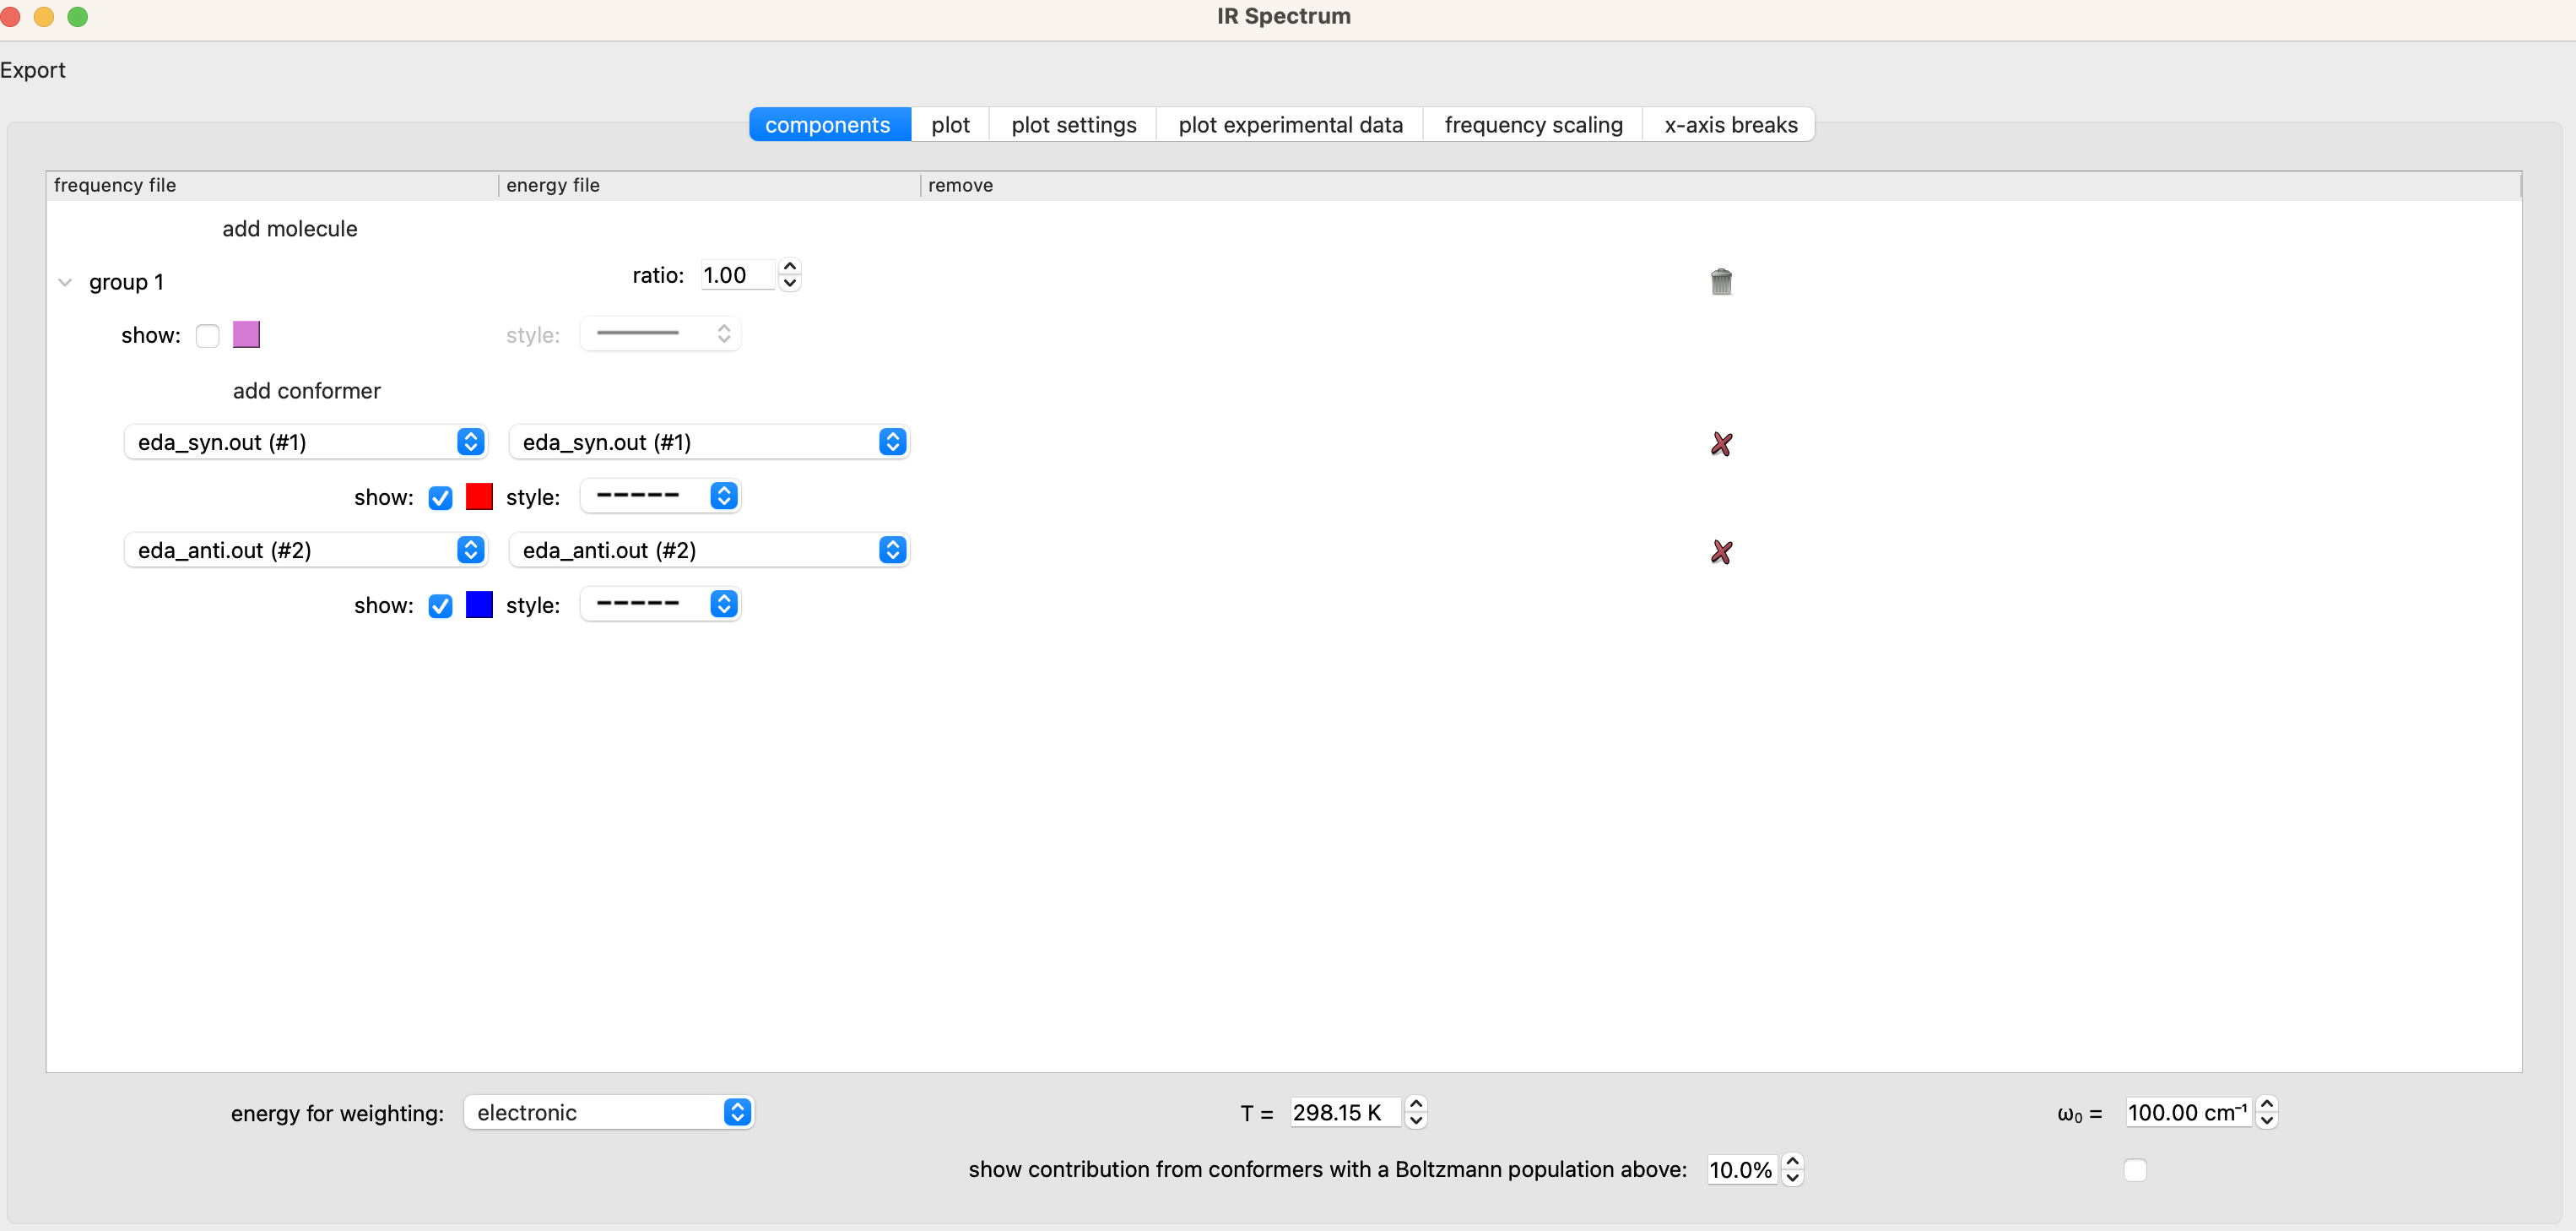 IR Spectrum
Export
components plot plot settings plot experimental data frequency scaling x-axis breaks
frequency file energy file remove
add molecule
group 1 ratio: 1.00
show: style:
add conformer
eda_syn.out (#1) eda_syn.out (#1)
show: style:
eda_anti.out (#2) eda_anti.out (#2)
show: style:
energy for weighting: electronic T = 298.15 K ω₀ = 100.00 cm⁻¹
show contribution from conformers with a Boltzmann population above: 10.0%